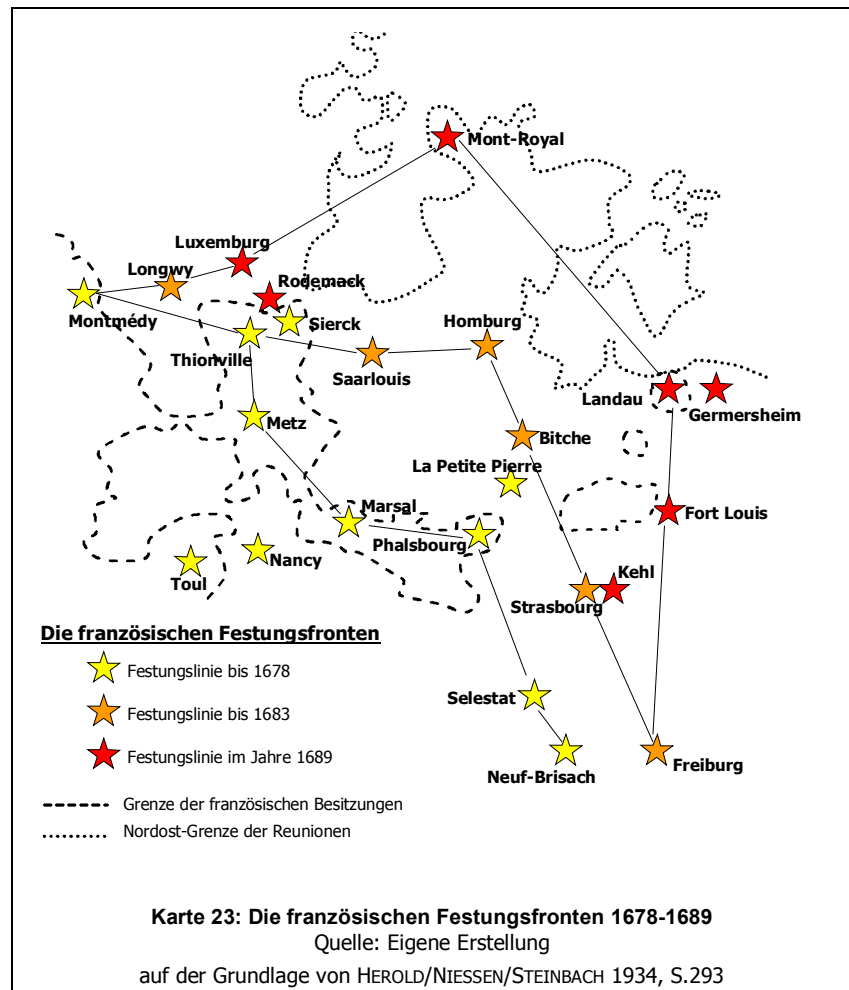 Mont-Royal
Luxemburg
Longwy
Rodemack
Montmédy
Sierck
Homburg
Thionville
Saarlouis
Landau
Germersheim
Metz
Bitche
La Petite Pierre
Marsal
Fort Louis
Phalsbourg
Nancy
Toul
Kehl
Strasbourg
Die französischen Festungsfronten
Festungslinie bis 1678
Selestat
Festungslinie bis 1683
Festungslinie im Jahre 1689
Neuf-Brisach
Freiburg
Grenze der französischen Besitzungen
Nordost-Grenze der Reunionen
Karte 23: Die französischen Festungsfronten 1678-1689
Quelle: Eigene Erstellung
auf der Grundlage von HEROLD/NIESSEN/STEINBACH 1934, S.293